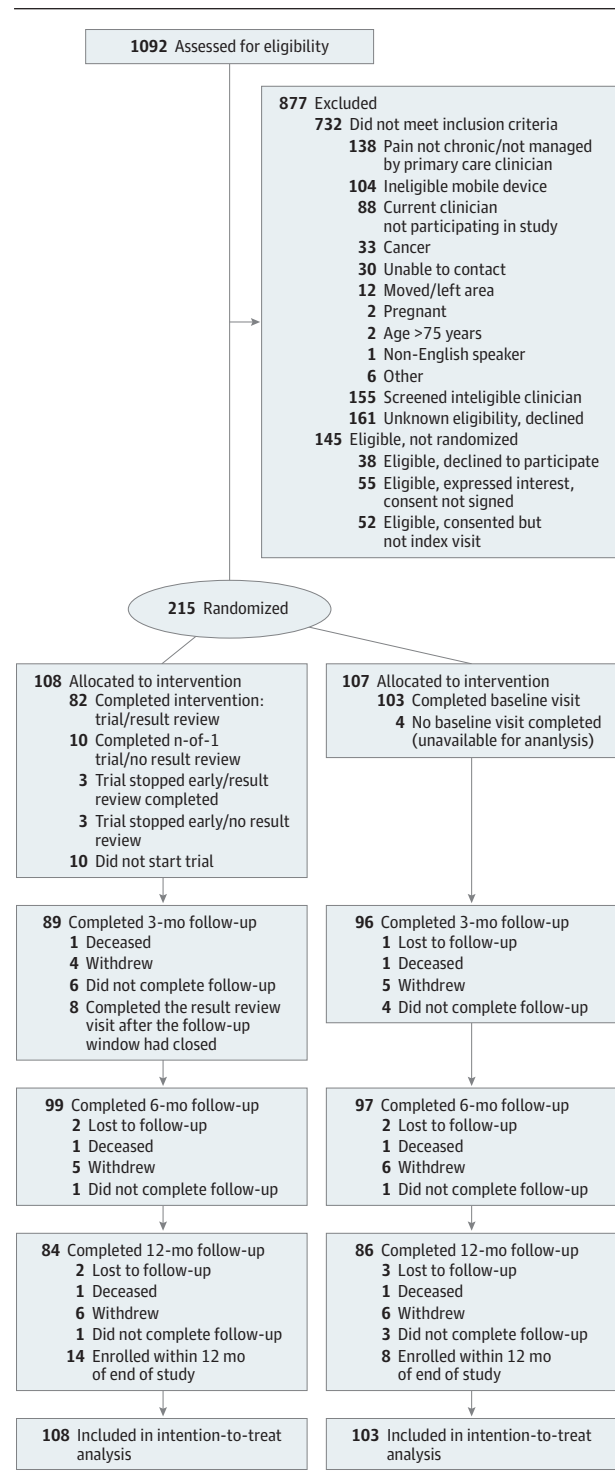 1092 Assessed for eligibility
877 Excluded
732 Did not meet inclusion criteria
138 Pain not chronic/not managed
by primary care clinician
104 Ineligible mobile device
88 Current clinician
not participating in study
33 Cancer
30 Unable to contact
12 Moved/left area
2 Pregnant
2 Age >75 years
1 Non-English speaker
6 Other
155 Screened inteligible clinician
161 Unknown eligibility, declined
145 Eligible, not randomized
38 Eligible, declined to participate
55 Eligible, expressed interest,
consent not signed
52 Eligible, consented but
not index visit
215 Randomized
108 Allocated to intervention
82 Completed intervention:
trial/result review
10 Completed n-of-1
trial/no result review
3 Trial stopped early/result
review completed
3 Trial stopped early/no result
review
10 Did not start trial
107 Allocated to intervention
103 Completed baseline visit
4 No baseline visit completed
(unavailable for ananlysis)
89 Completed 3-mo follow-up
1 Deceased
4 Withdrew
6 Did not complete follow-up
8 Completed the result review
visit after the follow-up
window had closed
96 Completed 3-mo follow-up
1 Lost to follow-up
1 Deceased
5 Withdrew
4 Did not complete follow-up
99 Completed 6-mo follow-up
2 Lost to follow-up
1 Deceased
5 Withdrew
1 Did not complete follow-up
97 Completed 6-mo follow-up
2 Lost to follow-up
1 Deceased
6 Withdrew
1 Did not complete follow-up
84 Completed 12-mo follow-up
2 Lost to follow-up
1 Deceased
6 Withdrew
1 Did not complete follow-up
14 Enrolled within 12 mo
of end of study
86 Completed 12-mo follow-up
3 Lost to follow-up
1 Deceased
6 Withdrew
3 Did not complete follow-up
8 Enrolled within 12 mo
of end of study
108 Included in intention-to-treat
analysis
103 Included in intention-to-treat
analysis